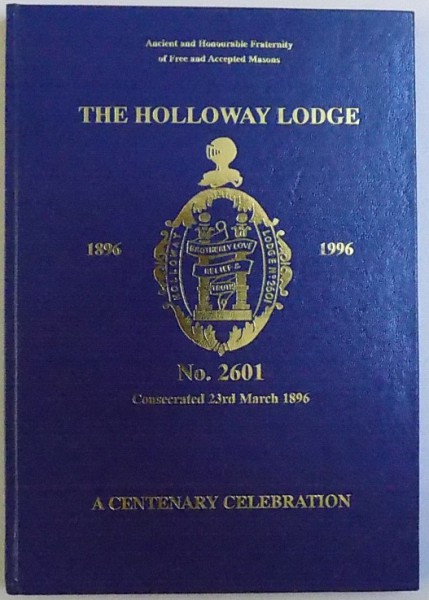 Ancient and Honourable Fraternity
of Free and Accepted Masons
THE HOLLOWAY LODGE
1896
1996
HOLLOWAY
LODGE Nº 2601
BROTHERLY LOVE
RELIEF &
TRUTH
No. 2601
Consecrated 23rd March 1896
A CENTENARY CELEBRATION